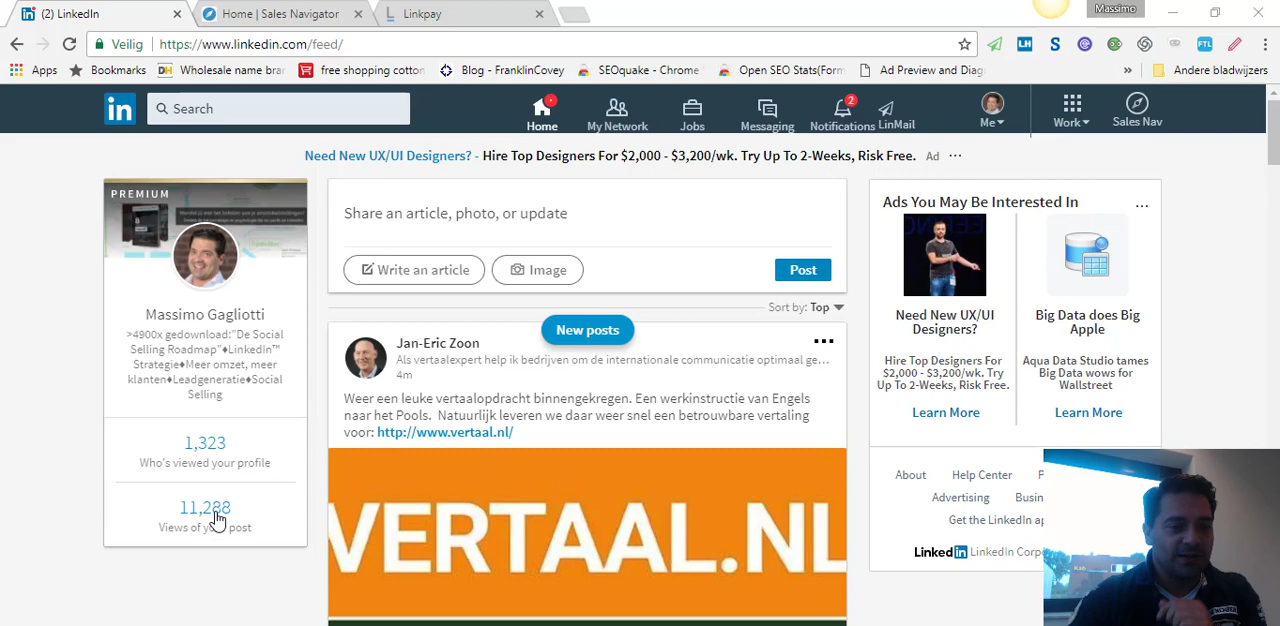 (2) LinkedIn
Home | Sales Navigator
Linkpay
Massimo
Veilig
https://www.linkedin.com/feed/
Apps
Bookmarks
Wholesale name bra
free shopping cotton
Blog - FranklinCovey
SEOquake - Chrome
Open SEO Stats(Form
Ad Preview and Diag
»
Andere bladwijzers
in
Search
Home
My Network
Jobs
Messaging
2
Notifications
LinMail
Me
Work
Sales Nav
Need New UX/UI Designers? - Hire Top Designers For $2,000 - $3,200/wk. Try Up To 2-Weeks, Risk Free. Ad ...
PREMIUM
Massimo Gagliotti
>4900x gedownload:"De Social
Selling Roadmap"♦LinkedIn™
Strategie♦Meer omzet, meer
klanten♦Leadgeneratie♦Social
Selling
1,323
Who's viewed your profile
11,288
Views of your post
Share an article, photo, or update
Write an article
Image
Post
Sort by: Top
New posts
Jan-Eric Zoon
Als vertaalexpert help ik bedrijven om de internationale communicatie optimaal ge...
4m
Weer een leuke vertaalopdracht binnengekregen. Een werkinstructie van Engels
naar het Pools. Natuurlijk leveren we daar weer snel een betrouwbare vertaling
voor: http://www.vertaal.nl/
VERTAAL.NL
Ads You May Be Interested In
...
Need New UX/UI
Designers?
Hire Top Designers For
$2,000 - $3,200/wk. Try
Up To 2-Weeks, Risk Free.
Learn More
Big Data does Big
Apple
Aqua Data Studio tames
Big Data wows for
Wallstreet
Learn More
About
Help Center
Advertising
Busin
Get the LinkedIn ap
LinkedIn
LinkedIn Corp